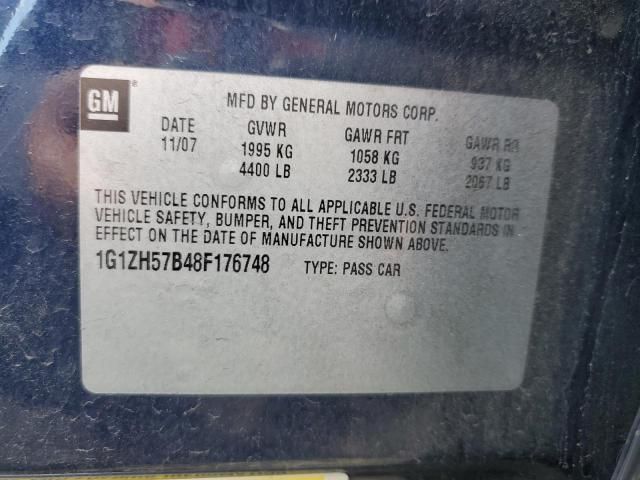 GM
MFD BY GENERAL MOTORS CORP.
DATE GVWR GAWR FRT GAWR RR
11/07 1995 KG 1058 KG 937 KG
4400 LB 2333 LB 2067 LB
THIS VEHICLE CONFORMS TO ALL APPLICABLE U.S. FEDERAL MOTOR
VEHICLE SAFETY, BUMPER, AND THEFT PREVENTION STANDARDS IN
EFFECT ON THE DATE OF MANUFACTURE SHOWN ABOVE.
1G1ZH57B48F176748 TYPE: PASS CAR